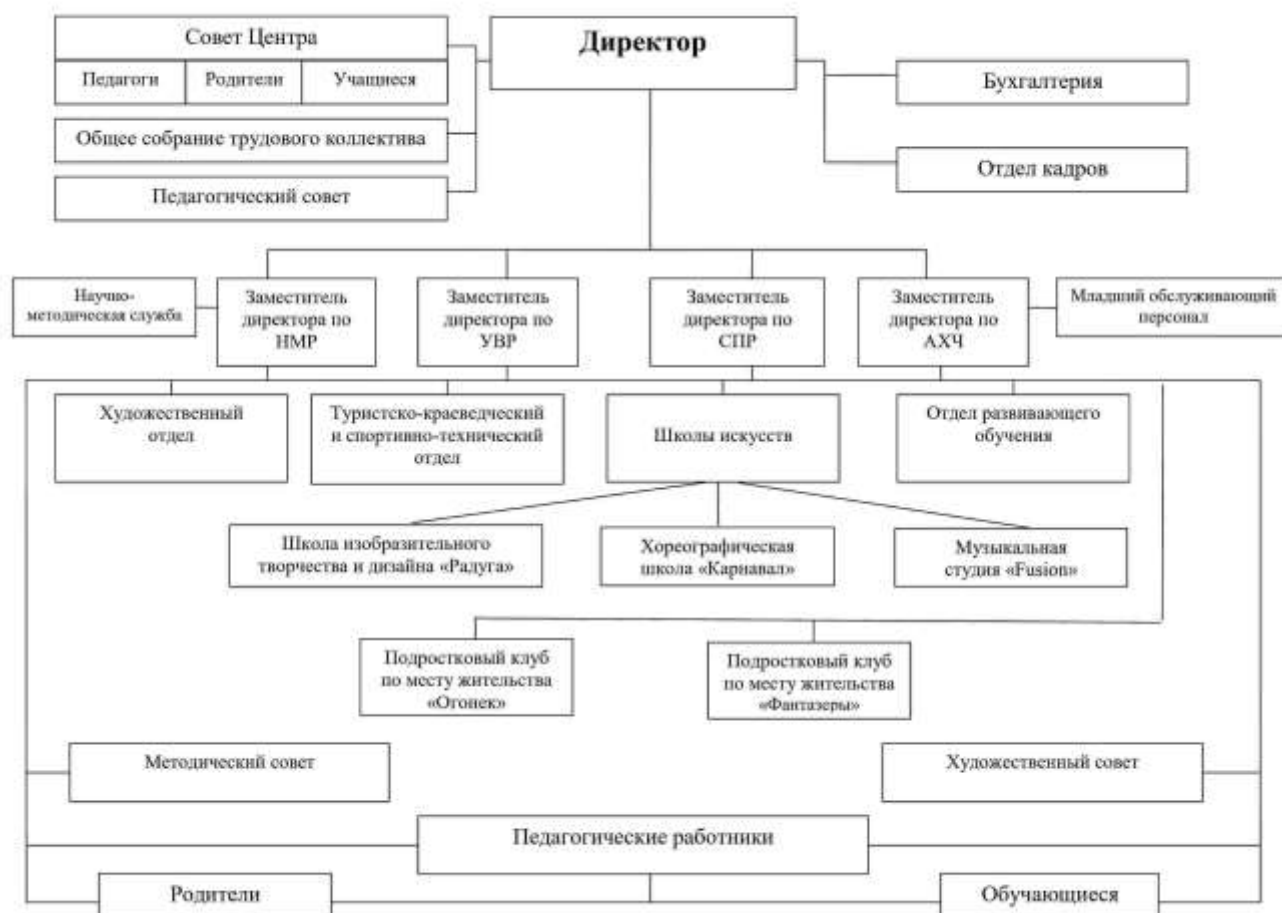 Директор
Совет Центра
Педагоги
Родители
Учащиеся
Общее собрание трудового коллектива
Педагогический совет
Бухгалтерия
Отдел кадров
Научно-
методическая служба
Заместитель
директора по
НМР
Заместитель
директора по
УВР
Заместитель
директора по
СПР
Заместитель
директора по
АХЧ
Младший обслуживающий
персонал
Художественный
отдел
Туристско-краеведческий
и спортивно-технический
отдел
Школы искусств
Отдел развивающего
обучения
Школа изобразительного
творчества и дизайна «Радуга»
Хореографическая
школа «Карнавал»
Музыкальная
студия «Fusion»
Подростковый клуб
по месту жительства
«Огонек»
Подростковый клуб
по месту жительства
«Фантазеры»
Методический совет
Художественный совет
Педагогические работники
Родители
Обучающиеся